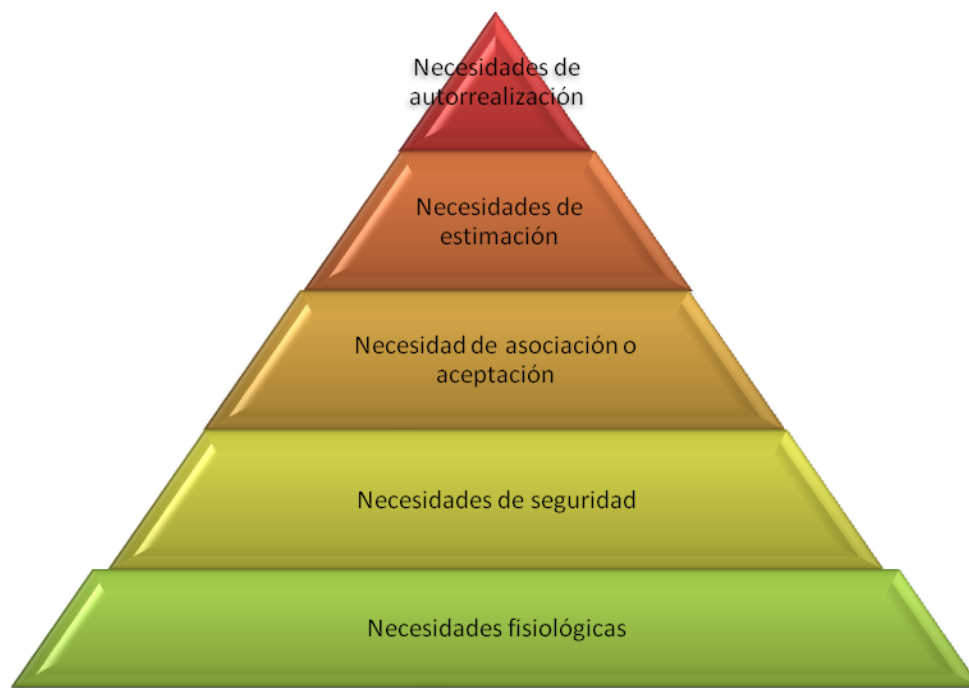 Necesidades de
autorrealización
Necesidades de
estimación
Necesidad de asociación o
aceptación
Necesidades de seguridad
Necesidades fisiológicas